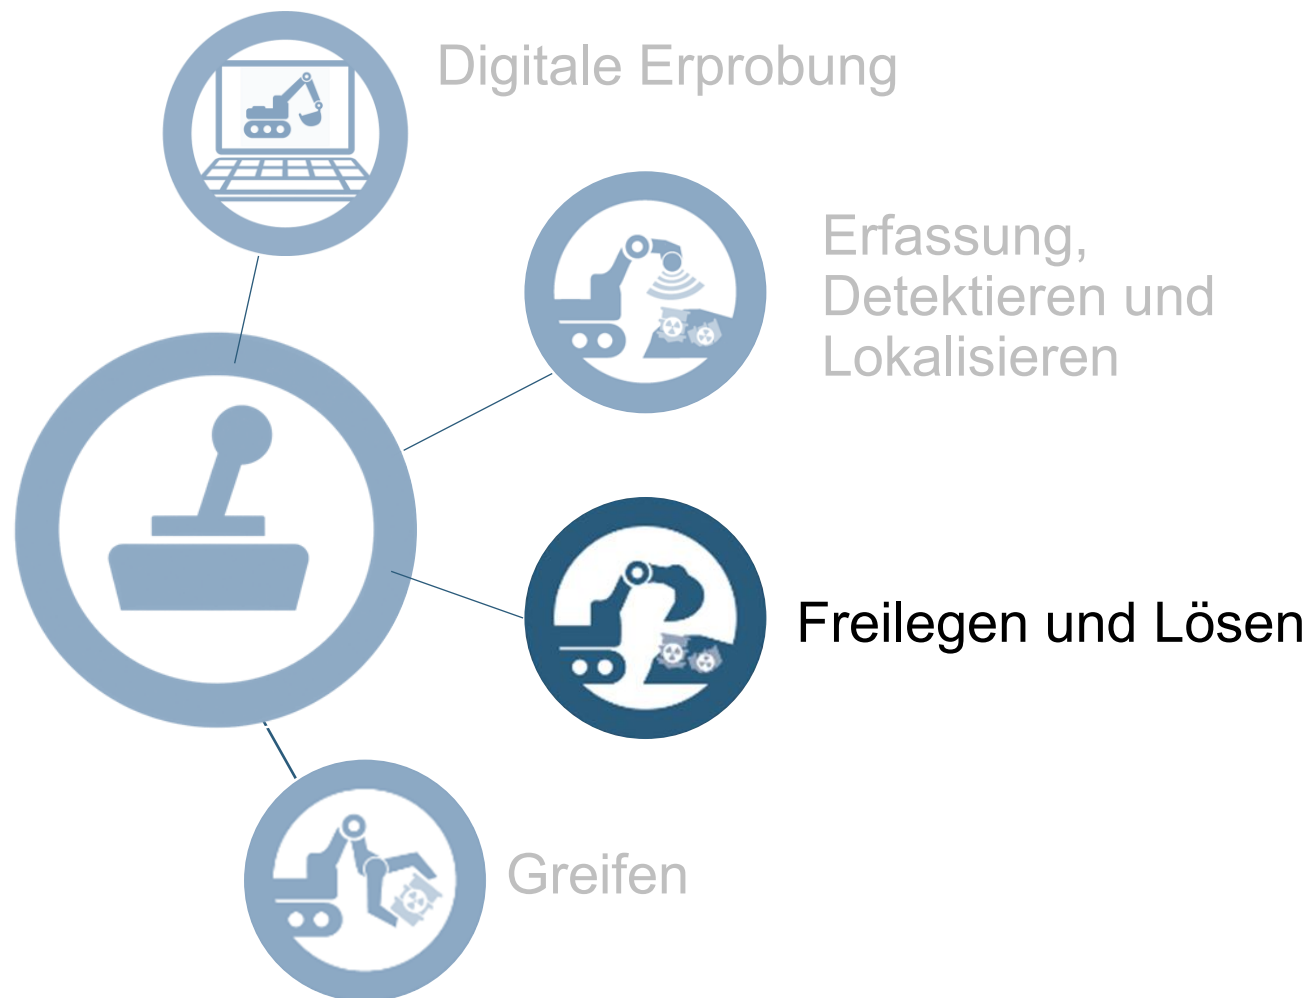 Digitale Erprobung
Erfassung,
Detektieren und
Lokalisieren
Freilegen und Lösen
Greifen